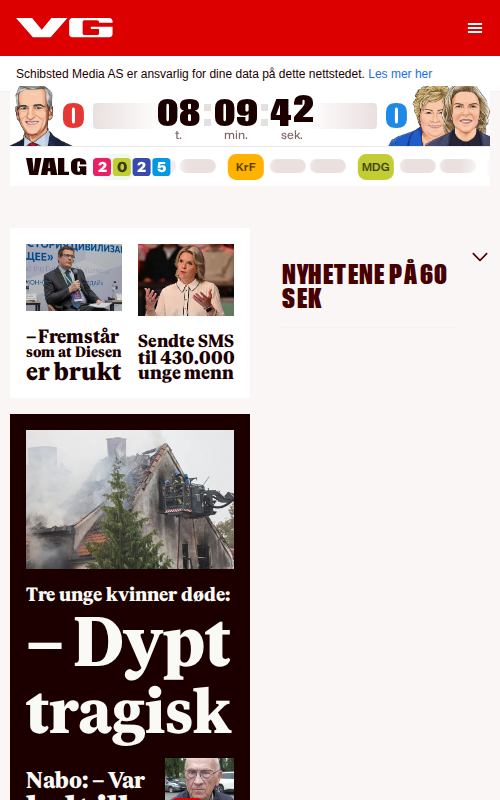 VG
Schibsted Media AS er ansvarlig for dine data på dette nettstedet. Les mer her
0 08:09:42 0
t. min. sek.
VALG 2025 KrF MDG
NYHETENE PÅ 60
SEK
– Fremstår
som at Diesen
er brukt
Sendte SMS
til 430.000
unge menn
Tre unge kvinner døde:
– Dypt
tragisk
Nabo: – Var